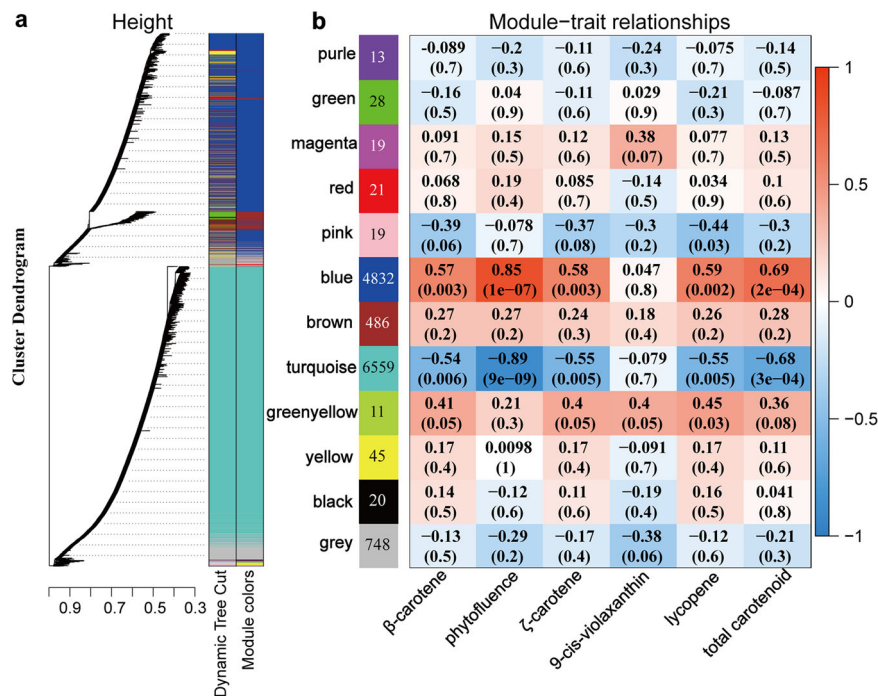 a
Height
Cluster Dendrogram
0.9 0.7 0.5 0.3
Dynamic Tree Cut
Module colors
b
Module−trait relationships
purle 13 -0.089 −0.2 −0.11 −0.24 −0.075 −0.14
(0.7) (0.3) (0.6) (0.3) (0.7) (0.5)
green 28 −0.16 0.04 −0.11 0.029 −0.21 −0.087
(0.5) (0.9) (0.6) (0.9) (0.3) (0.7)
magenta 19 0.091 0.15 0.12 0.38 0.077 0.13
(0.7) (0.5) (0.6) (0.07) (0.7) (0.5)
red 21 0.068 0.19 0.085 −0.14 0.034 0.1
(0.8) (0.4) (0.7) (0.5) (0.9) (0.6)
pink 19 −0.39 −0.078 −0.37 −0.3 −0.44 −0.3
(0.06) (0.7) (0.08) (0.2) (0.03) (0.2)
blue 4832 0.57 0.85 0.58 0.047 0.59 0.69
(0.003) (1e−07) (0.003) (0.8) (0.002) (2e−04)
brown 486 0.27 0.27 0.24 0.18 0.26 0.28
(0.2) (0.2) (0.3) (0.4) (0.2) (0.2)
turquoise 6559 −0.54 −0.89 −0.55 −0.079 −0.55 −0.68
(0.006) (9e−09) (0.005) (0.7) (0.005) (3e−04)
greenyellow 11 0.41 0.21 0.4 0.4 0.45 0.36
(0.05) (0.3) (0.05) (0.05) (0.03) (0.08)
yellow 45 0.17 0.0098 0.17 −0.091 0.17 0.11
(0.4) (1) (0.4) (0.7) (0.4) (0.6)
black 20 0.14 −0.12 0.11 −0.19 0.16 0.041
(0.5) (0.6) (0.6) (0.4) (0.5) (0.8)
grey 748 −0.13 −0.29 −0.17 −0.38 −0.12 −0.21
(0.5) (0.2) (0.4) (0.06) (0.6) (0.3)
β-carotene
phytofluence
ζ-carotene
9-cis-violaxanthin
lycopene
total carotenoid
1
0.5
0
−0.5
−1